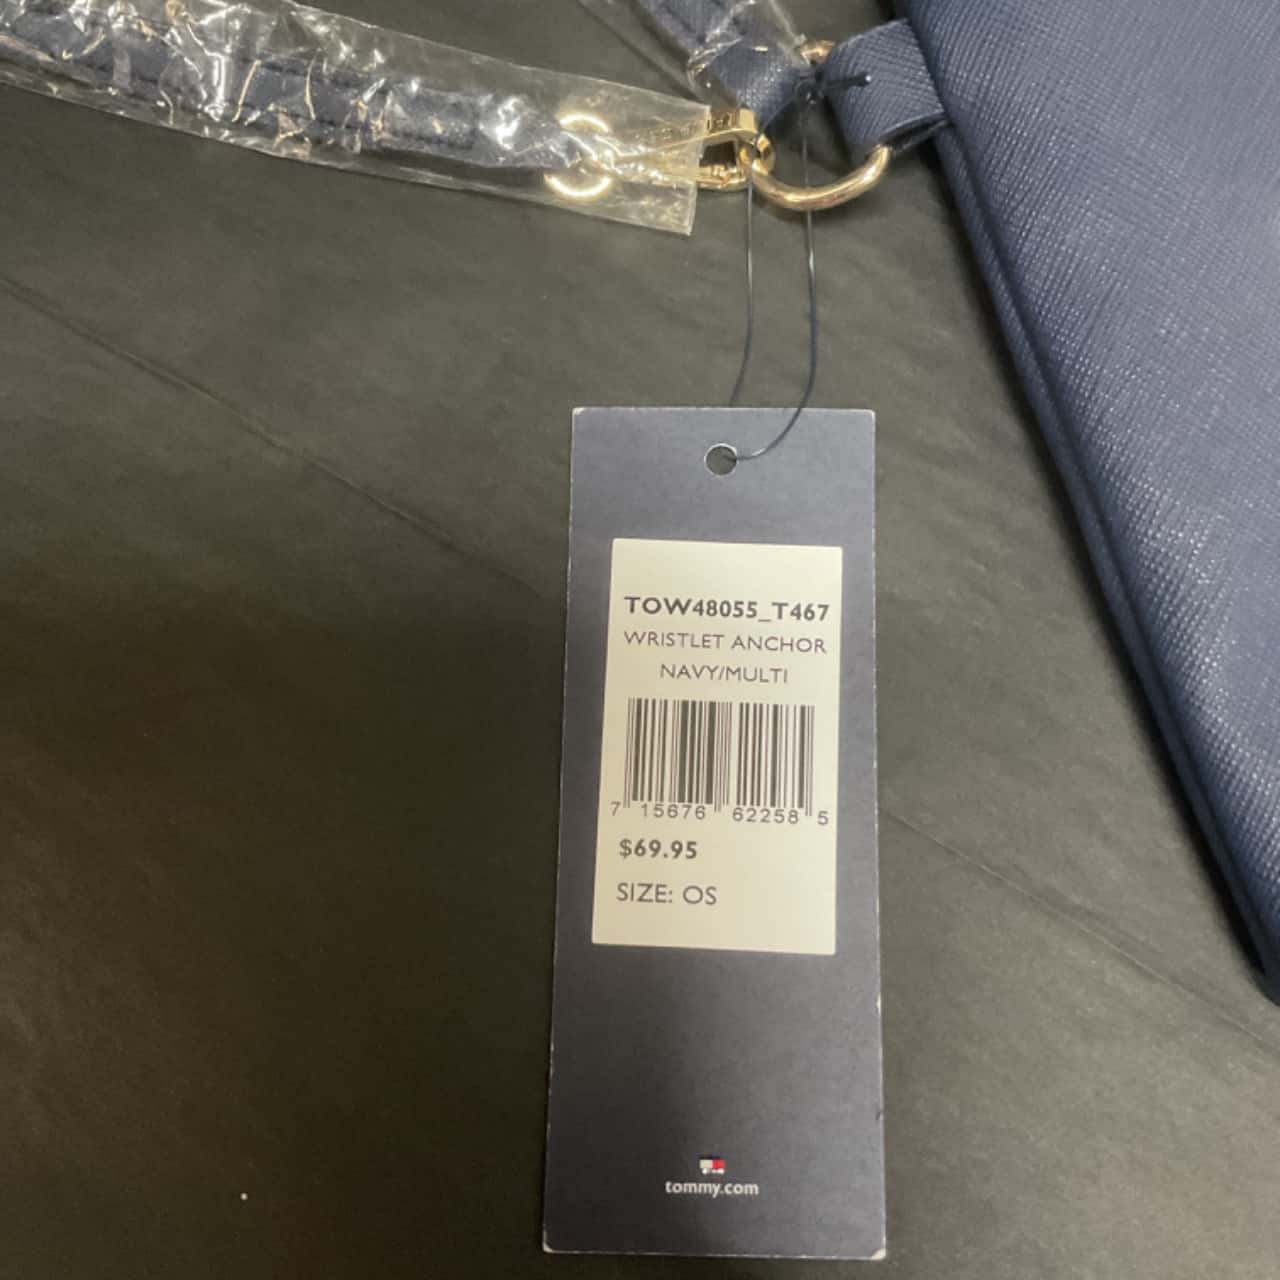 TOW48055_T467
WRISTLET ANCHOR
NAVY/MULTI
7 15676 62258 5
$69.95
SIZE: OS
tommy.com